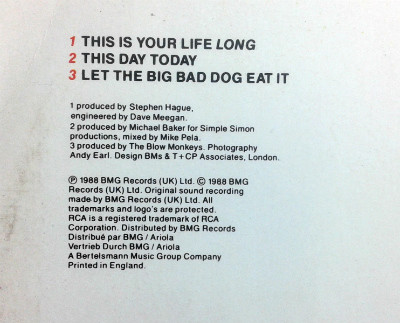 1 THIS IS YOUR LIFE LONG
2 THIS DAY TODAY
3 LET THE BIG BAD DOG EAT IT
1 produced by Stephen Hague,
engineered by Dave Meegan.
2 produced by Michael Baker for Simple Simon
productions, mixed by Mike Pela.
3 produced by The Blow Monkeys. Photography
Andy Earl. Design BMs & T+CP Associates, London.
℗ 1988 BMG Records (UK) Ltd. © 1988 BMG
Records (UK) Ltd. Original sound recording
made by BMG Records (UK) Ltd. All
trademarks and logo's are protected.
RCA is a registered trademark of RCA
Corporation. Distributed by BMG Records
Distribué par BMG / Ariola
Vertrieb Durch BMG / Ariola
A Bertelsmann Music Group Company
Printed in England.